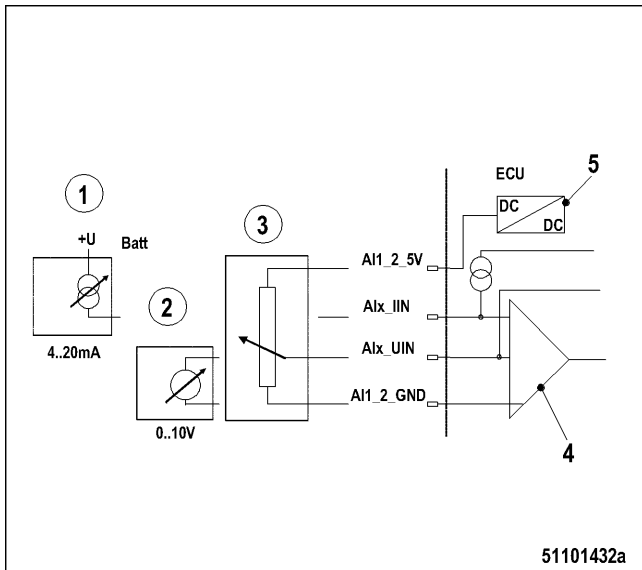 ECU
5
1
DC
DC
3
+U
Batt
AI1_2_5V
2
AIx_IIN
AIx_UIN
4..20mA
AI1_2_GND
0..10V
4
51101432a